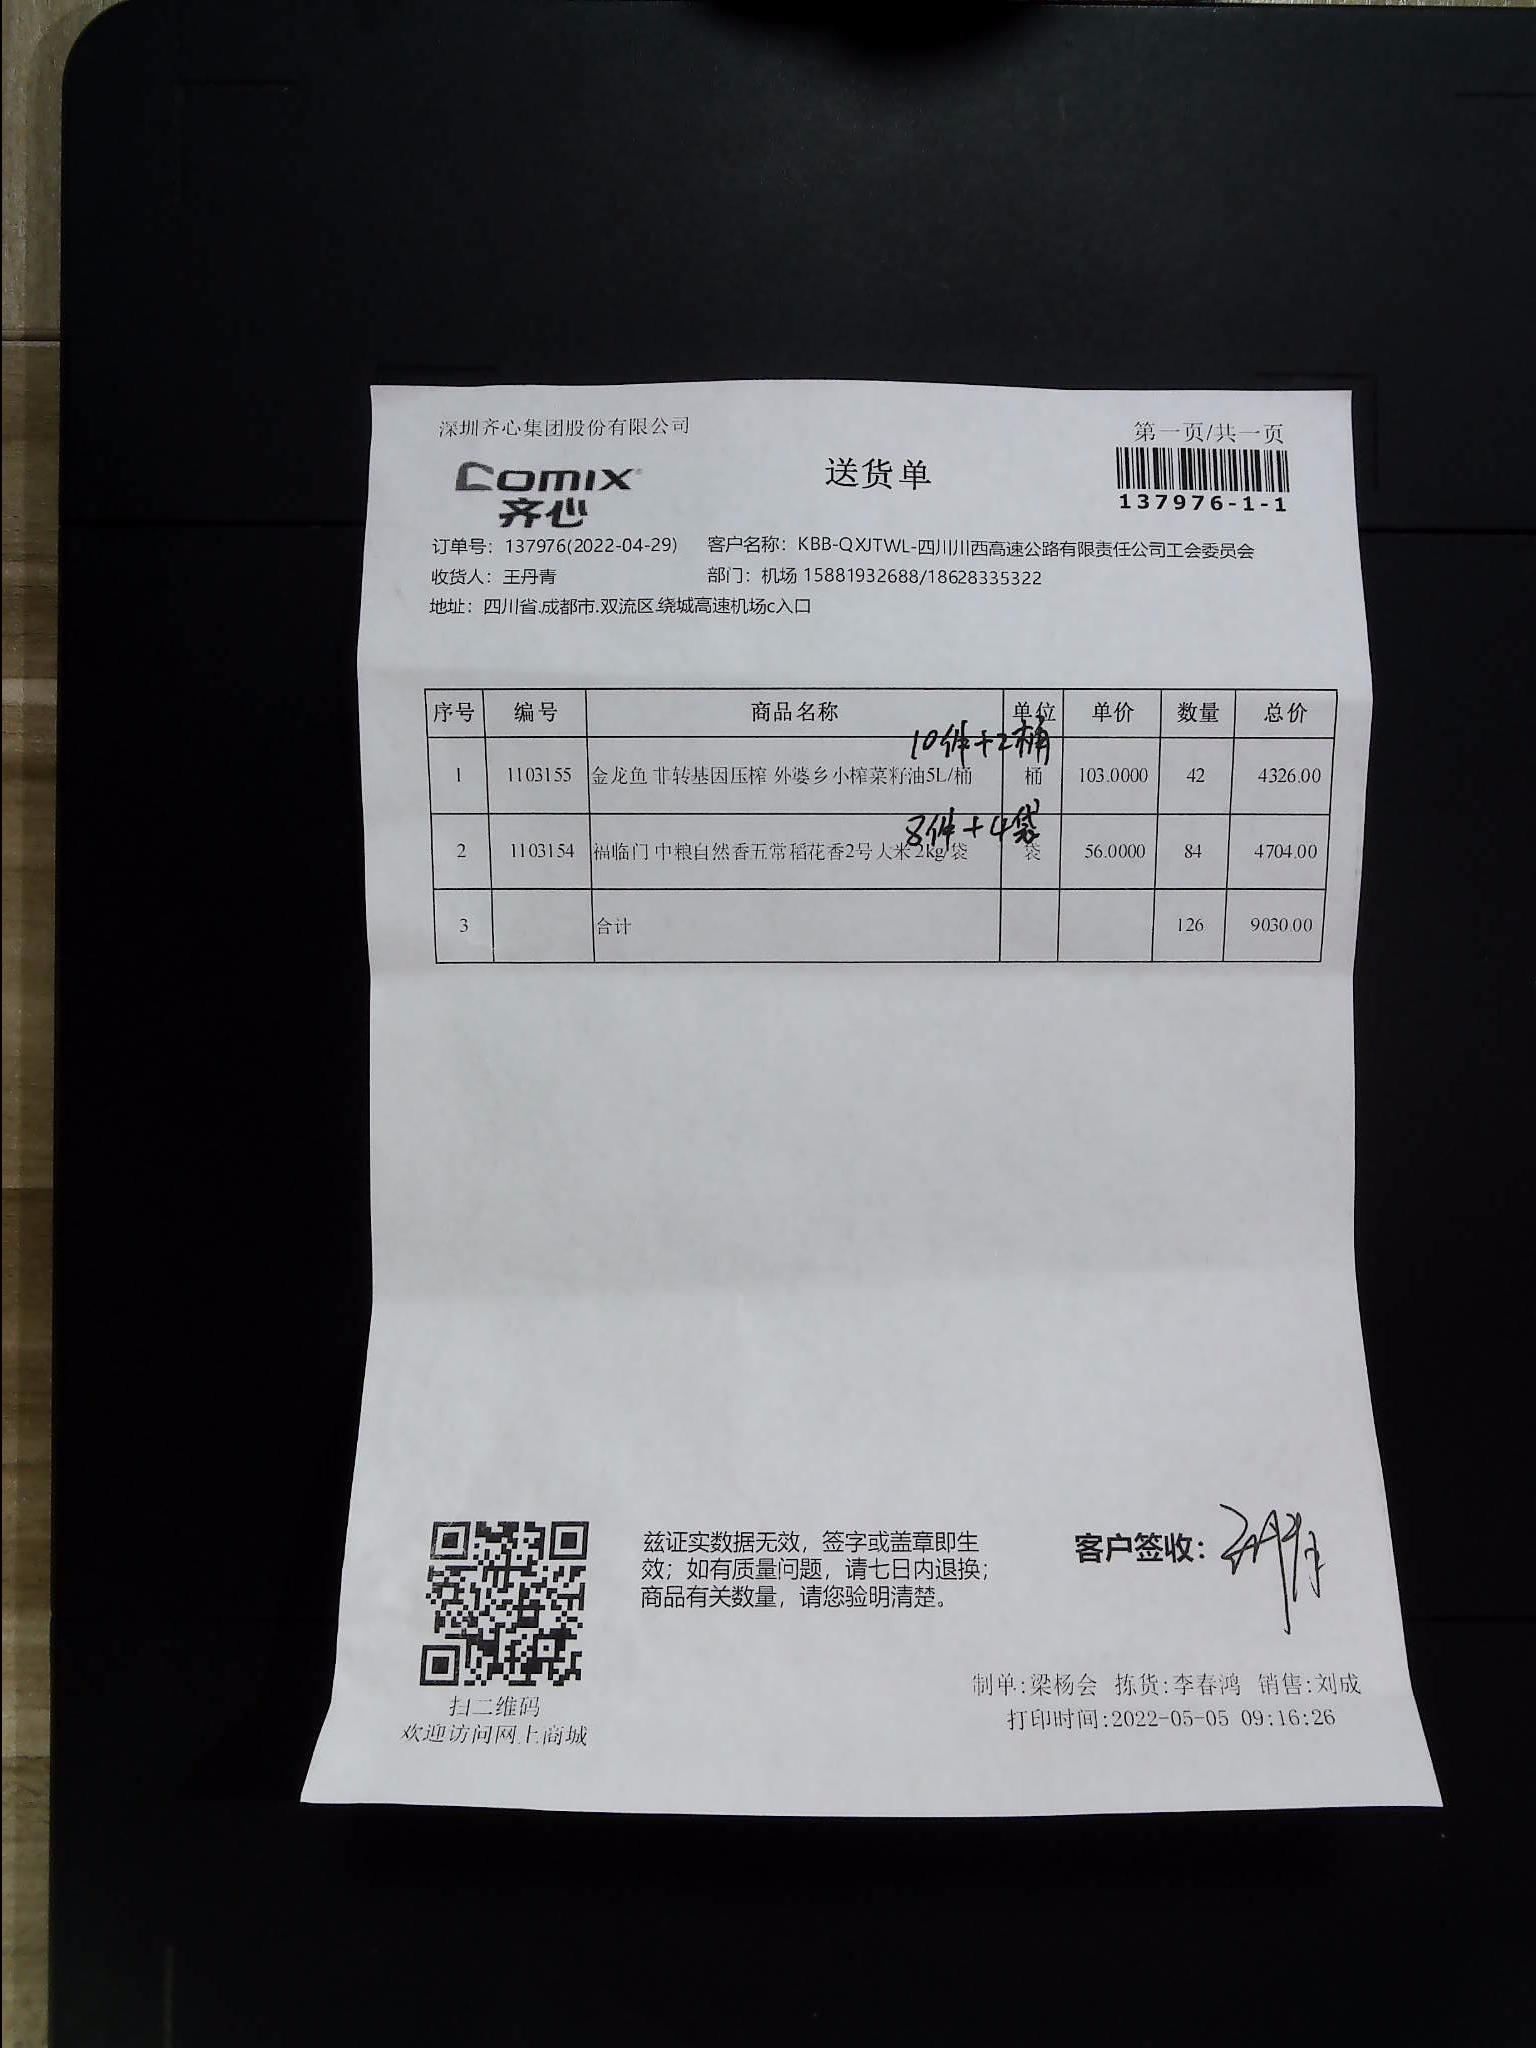 深圳齐心集团股份有限公司
第一页/共一页
comix
齐心
送货单
137976-1-1
订单号：137976(2022-04-29) 客户名称：KBB-QXJTWL-四川川西高速公路有限责任公司工会委员会
收货人：王丹青 部门：机场 15881932688/18628335322
地址：四川省.成都市.双流区.绕城高速机场c入口
序号 编号 商品名称 单位 单价 数量 总价
10件+2桶
1 1103155 金龙鱼 非转基因压榨 外婆乡小榨菜籽油5L/桶 桶 103.0000 42 4326.00
8件+4袋
2 1103154 福临门 中粮自然香五常稻花香2号大米 2kg/袋 袋 56.0000 84 4704.00
3 合计 126 9030.00
兹证实数据无效，签字或盖章即生
效；如有质量问题，请七日内退换；
商品有关数量，请您验明清楚。
客户签收：
扫二维码
欢迎访问网上商城
制单:梁杨会 拣货:李春鸿 销售:刘成
打印时间:2022-05-05 09:16:26